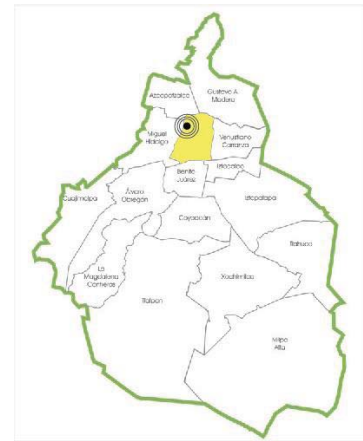 Azcapotzalco
Gustavo A.
Madero
Miguel
Hidalgo
Venustiano
Carranza
Iztacalco
Benito
Juárez
Cuajimalpa
Álvaro
Obregón
Iztapalapa
Coyoacán
Tláhuac
La
Magdalena
Contreras
Xochimilco
Tlalpan
Milpa
Alta